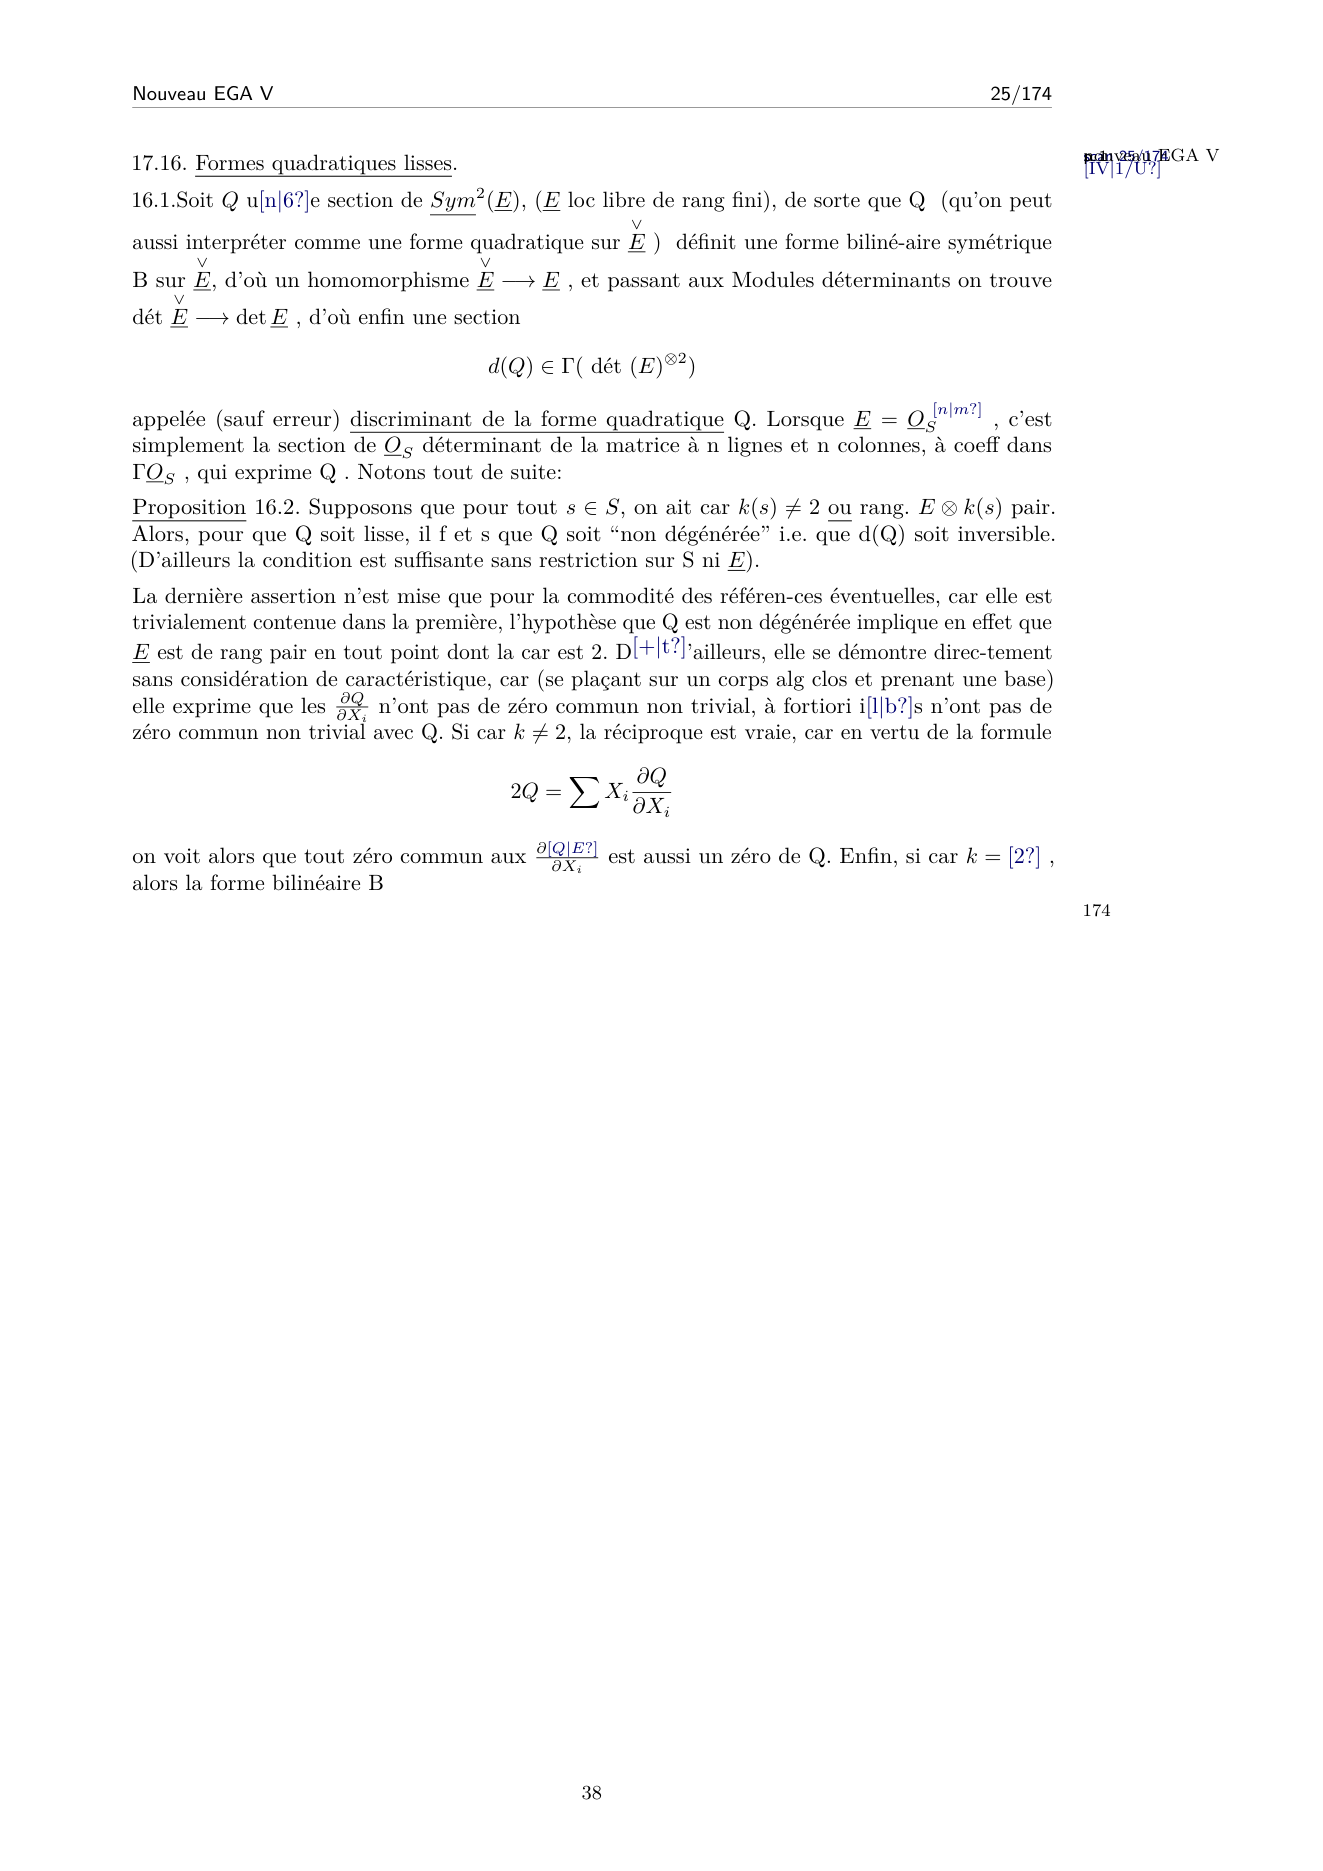 Nouveau EGA V 25/174
17.16. Formes quadratiques lisses.
nouveau EGA V
[IV|1/U?]
16.1.Soit Q u[n|6?]e section de Sym²(E), (E loc libre de rang fini), de sorte que Q (qu'on peut
aussi interpréter comme une forme quadratique sur Ě ) définit une forme biliné-aire symétrique
B sur Ě, d'où un homomorphisme Ě ⟶ E , et passant aux Modules déterminants on trouve
dét Ě ⟶ det E , d'où enfin une section
d(Q) ∈ Γ( dét (E)^{⊗2})
appelée (sauf erreur) discriminant de la forme quadratique Q. Lorsque E = O_S^{[n|m?]} , c'est
simplement la section de O_S déterminant de la matrice à n lignes et n colonnes, à coeff dans
ΓO_S , qui exprime Q . Notons tout de suite:
Proposition 16.2. Supposons que pour tout s ∈ S, on ait car k(s) ≠ 2 ou rang. E ⊗ k(s) pair.
Alors, pour que Q soit lisse, il f et s que Q soit “non dégénérée” i.e. que d(Q) soit inversible.
(D'ailleurs la condition est suffisante sans restriction sur S ni E).
La dernière assertion n'est mise que pour la commodité des référen-ces éventuelles, car elle est
trivialement contenue dans la première, l'hypothèse que Q est non dégénérée implique en effet que
E est de rang pair en tout point dont la car est 2. D[+|t?]'ailleurs, elle se démontre direc-tement
sans considération de caractéristique, car (se plaçant sur un corps alg clos et prenant une base)
elle exprime que les ∂Q/∂X_i n'ont pas de zéro commun non trivial, à fortiori i[l|b?]s n'ont pas de
zéro commun non trivial avec Q. Si car k ≠ 2, la réciproque est vraie, car en vertu de la formule
2Q = ∑ X_i ∂Q/∂X_i
on voit alors que tout zéro commun aux ∂[Q|E?]/∂X_i est aussi un zéro de Q. Enfin, si car k = [2?] ,
alors la forme bilinéaire B
174
38